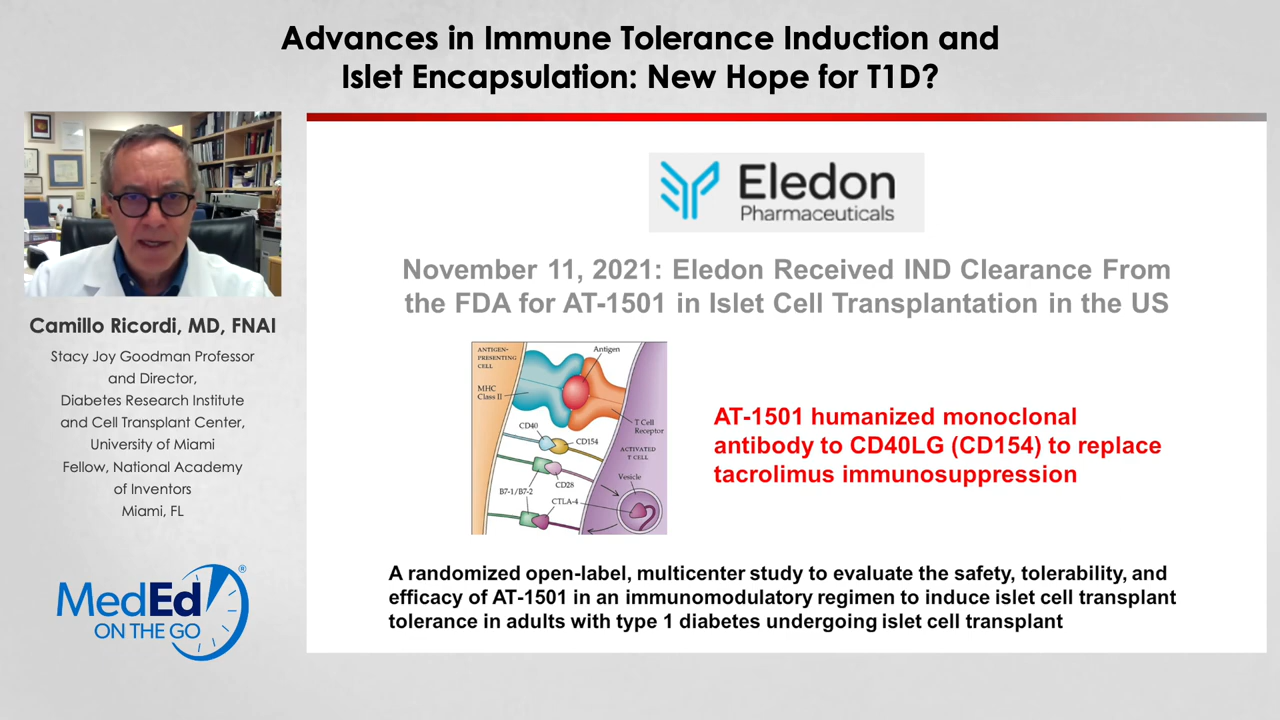 Advances in Immune Tolerance Induction and
Islet Encapsulation: New Hope for T1D?
Camillo Ricordi, MD, FNAI
Stacy Joy Goodman Professor
and Director,
Diabetes Research Institute
and Cell Transplant Center,
University of Miami
Fellow, National Academy
of Inventors
Miami, FL
MedEd®
ON THE GO
Eledon
Pharmaceuticals
November 11, 2021: Eledon Received IND Clearance From
the FDA for AT-1501 in Islet Cell Transplantation in the US
ANTIGEN-
PRESENTING
CELL
Antigen
MHC
Class II
T Cell
Receptor
CD40
CD154
ACTIVATED
T CELL
Vesicle
CD28
B7-1/B7-2
CTLA-4
AT-1501 humanized monoclonal
antibody to CD40LG (CD154) to replace
tacrolimus immunosuppression
A randomized open-label, multicenter study to evaluate the safety, tolerability, and
efficacy of AT-1501 in an immunomodulatory regimen to induce islet cell transplant
tolerance in adults with type 1 diabetes undergoing islet cell transplant